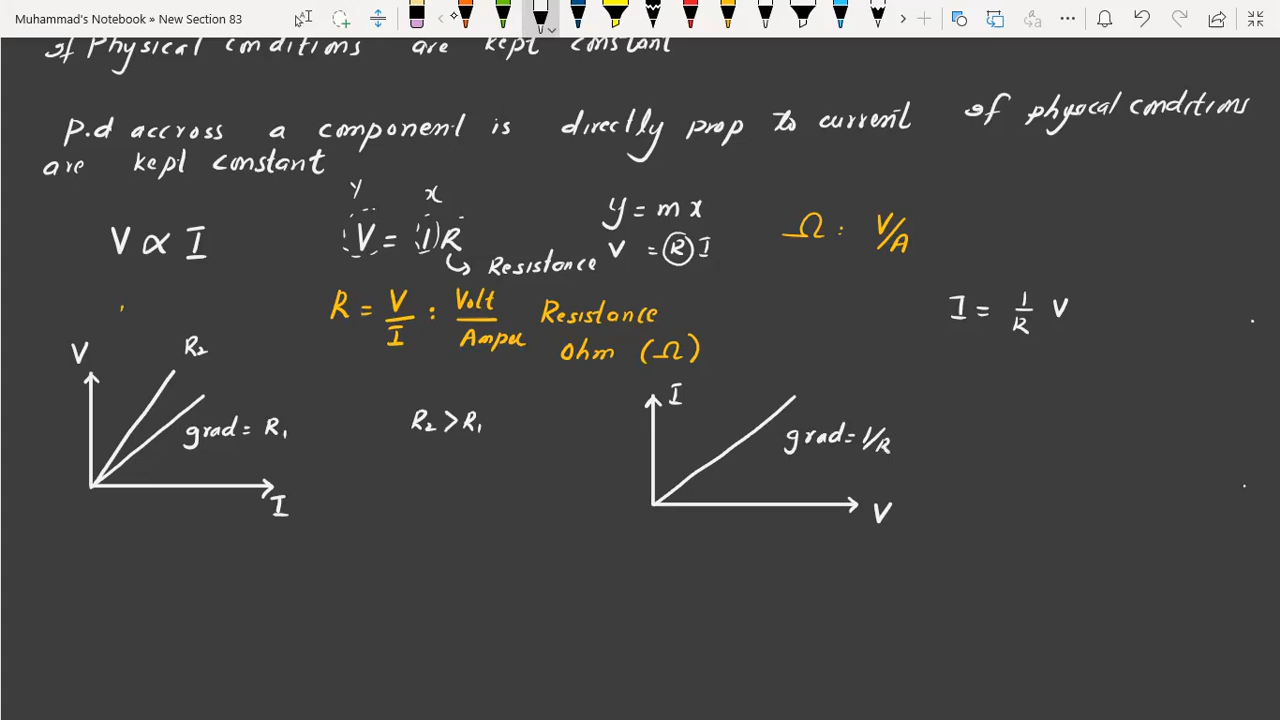 Muhammad's Notebook » New Section 83
of Physical conditions are kept constant
P.d accross a component is directly prop to current of physical conditions
are kept constant
y x
V ∝ I V = IR y = m x Ω : V/A
Resistance V = R I
R = V/I : Volt/Ampere Resistance I = 1/R V
Ohm (Ω)
V R2
I
grad = R1 R2 > R1 grad = 1/R
I V